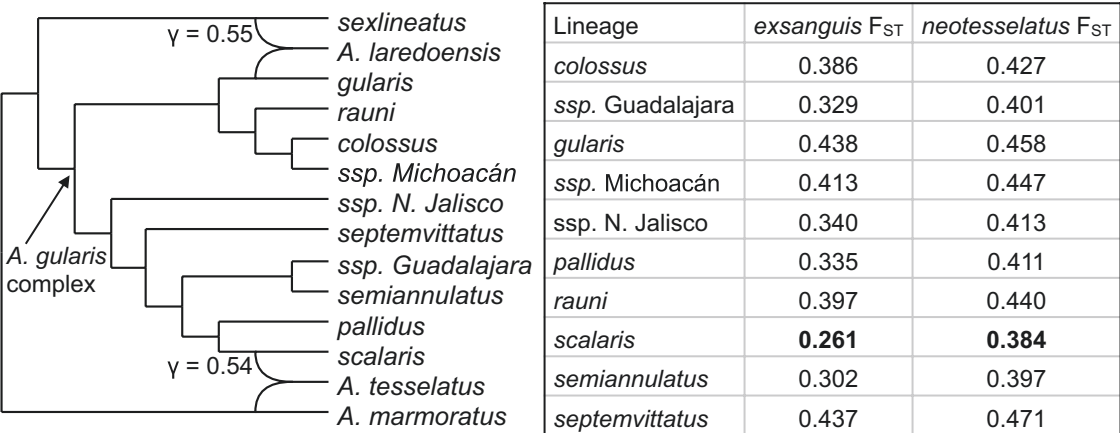 γ = 0.55
sexlineatus
A. laredoensis
gularis
rauni
colossus
ssp. Michoacán
ssp. N. Jalisco
septemvittatus
ssp. Guadalajara
semiannulatus
pallidus
scalaris
A. tesselatus
A. marmoratus
A. gularis
complex
γ = 0.54
Lineage exsanguis FST neotesselatus FST
colossus 0.386 0.427
ssp. Guadalajara 0.329 0.401
gularis 0.438 0.458
ssp. Michoacán 0.413 0.447
ssp. N. Jalisco 0.340 0.413
pallidus 0.335 0.411
rauni 0.397 0.440
scalaris 0.261 0.384
semiannulatus 0.302 0.397
septemvittatus 0.437 0.471